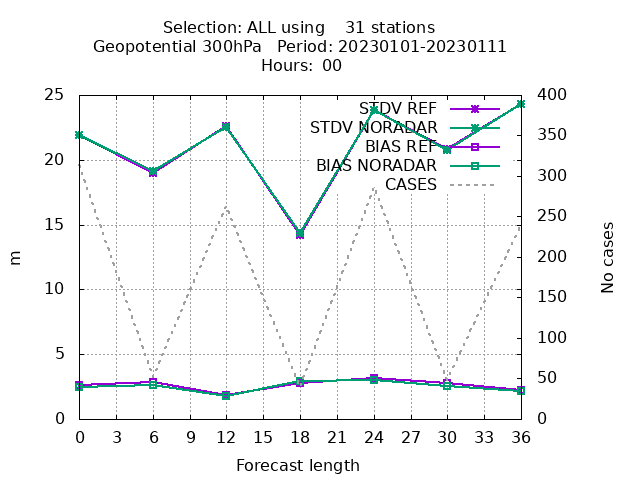 Selection: ALL using    31 stations
Geopotential 300hPa   Period: 20230101-20230111
Hours: 00
25
20
15
10
5
0
m
400
350
300
250
200
150
100
50
0
No cases
STDV REF
STDV NORADAR
BIAS REF
BIAS NORADAR
CASES
0 3 6 9 12 15 18 21 24 27 30 33 36
Forecast length